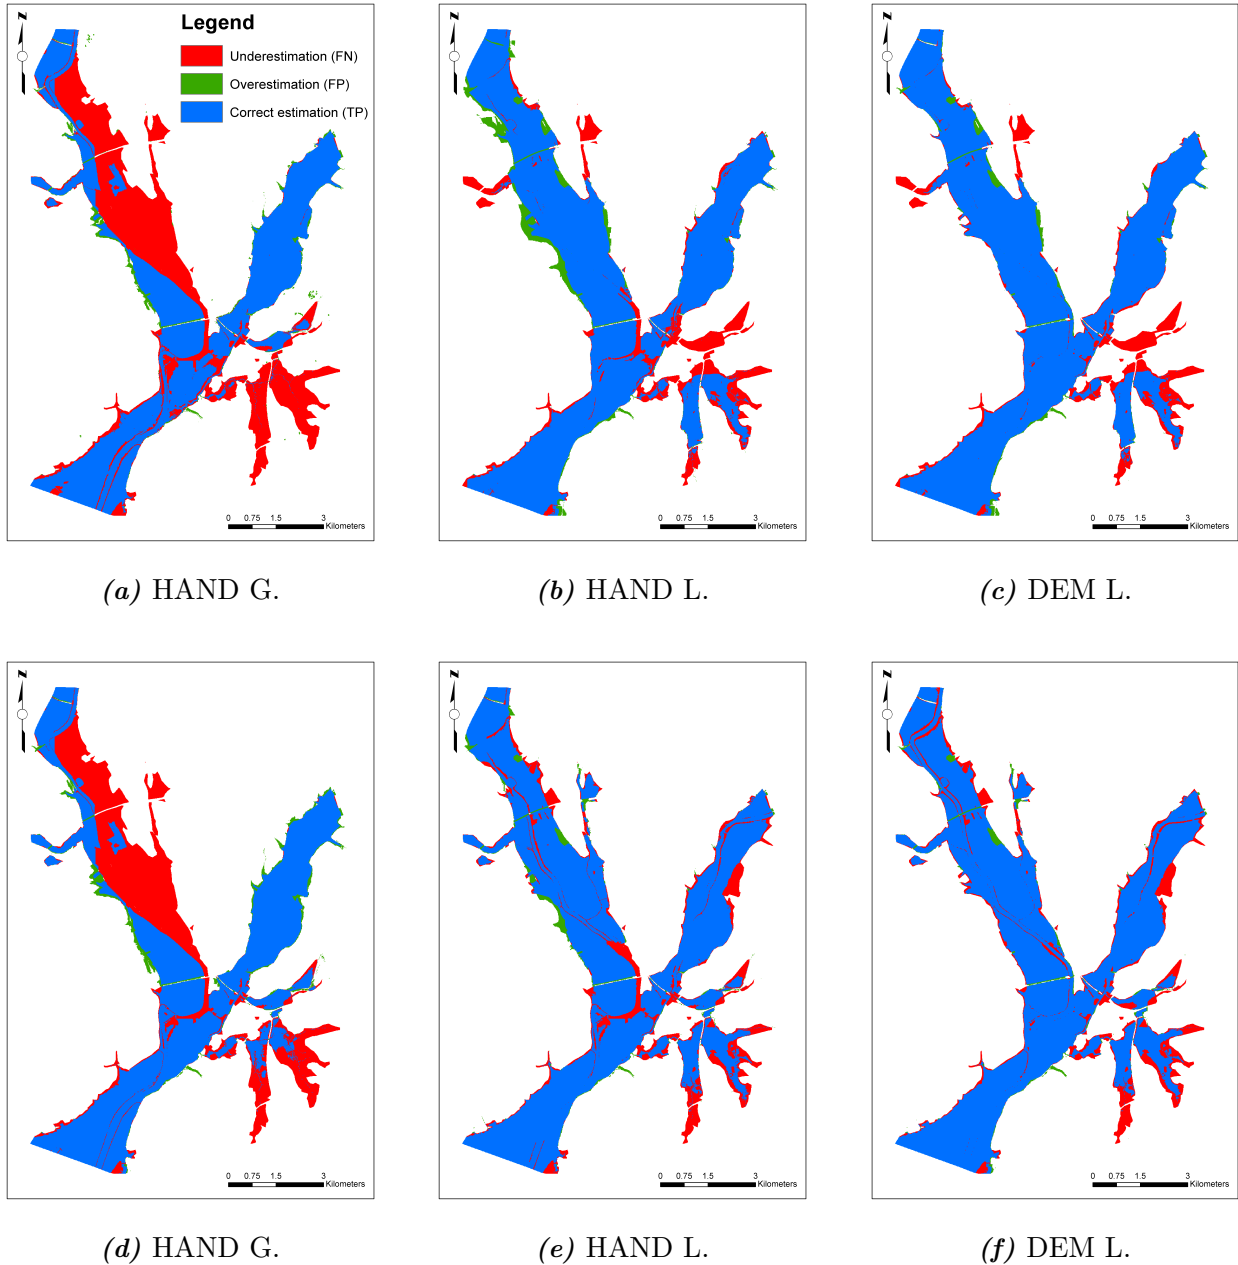 N
Legend
Underestimation (FN)
Overestimation (FP)
Correct estimation (TP)
0 0.75 1.5 3
Kilometers
N
0 0.75 1.5 3
Kilometers
N
0 0.75 1.5 3
Kilometers
(a) HAND G.
(b) HAND L.
(c) DEM L.
N
0 0.75 1.5 3
Kilometers
N
0 0.75 1.5 3
Kilometers
N
0 0.75 1.5 3
Kilometers
(d) HAND G.
(e) HAND L.
(f) DEM L.